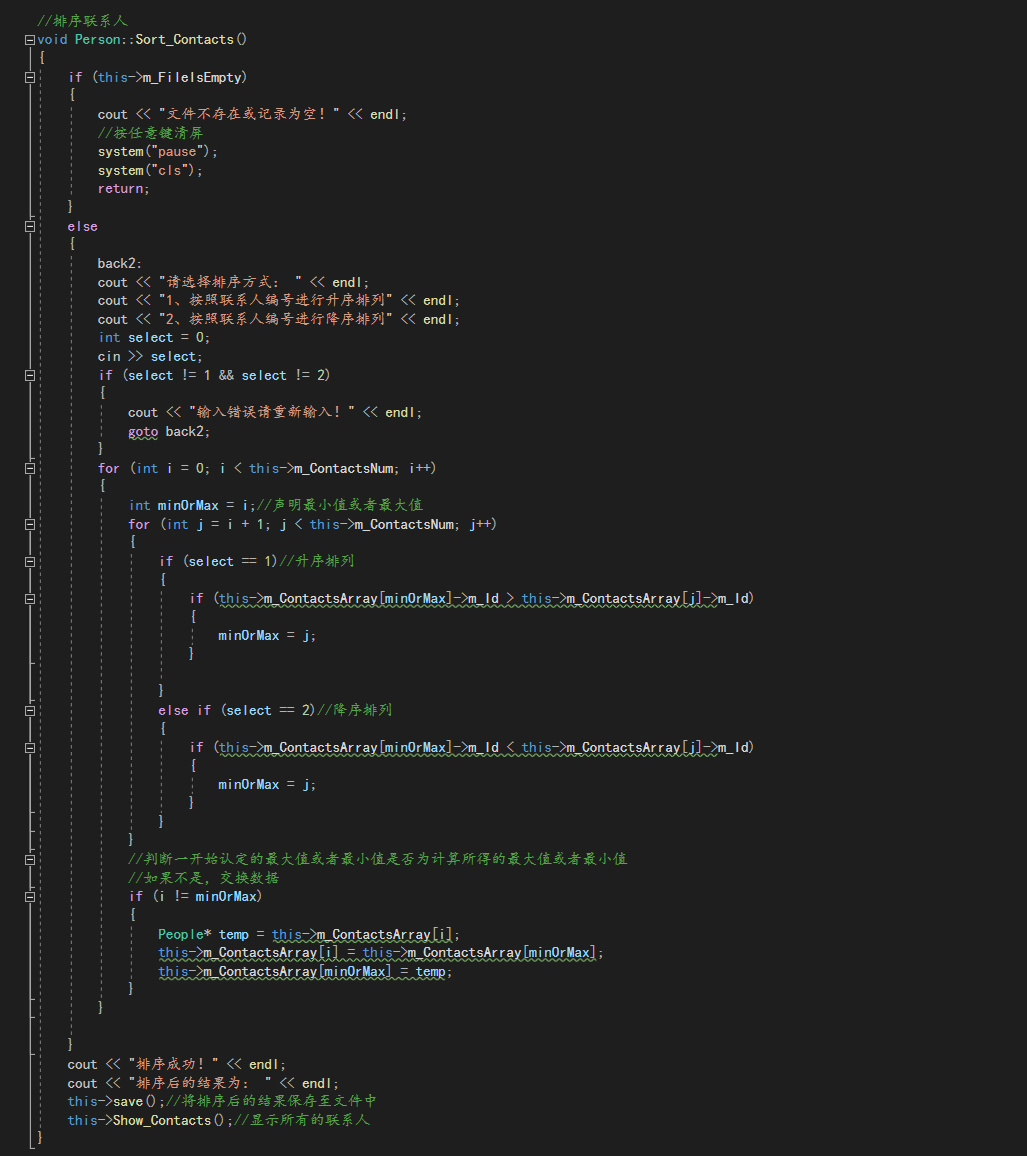 //排序联系人
void Person::Sort_Contacts()
{
if (this->m_FileIsEmpty)
{
cout << "文件不存在或记录为空！" << endl;
//按任意键清屏
system("pause");
system("cls");
return;
}
else
{
back2:
cout << "请选择排序方式： " << endl;
cout << "1、按照联系人编号进行升序排列" << endl;
cout << "2、按照联系人编号进行降序排列" << endl;
int select = 0;
cin >> select;
if (select != 1 && select != 2)
{
cout << "输入错误请重新输入！" << endl;
goto back2;
}
for (int i = 0; i < this->m_ContactsNum; i++)
{
int minOrMax = i;//声明最小值或者最大值
for (int j = i + 1; j < this->m_ContactsNum; j++)
{
if (select == 1)//升序排列
{
if (this->m_ContactsArray[minOrMax]->m_Id > this->m_ContactsArray[j]->m_Id)
{
minOrMax = j;
}
}
else if (select == 2)//降序排列
{
if (this->m_ContactsArray[minOrMax]->m_Id < this->m_ContactsArray[j]->m_Id)
{
minOrMax = j;
}
}
}
//判断一开始认定的最大值或者最小值是否为计算所得的最大值或者最小值
//如果不是，交换数据
if (i != minOrMax)
{
People* temp = this->m_ContactsArray[i];
this->m_ContactsArray[i] = this->m_ContactsArray[minOrMax];
this->m_ContactsArray[minOrMax] = temp;
}
}
}
cout << "排序成功！" << endl;
cout << "排序后的结果为： " << endl;
this->save();//将排序后的结果保存至文件中
this->Show_Contacts();//显示所有的联系人
}